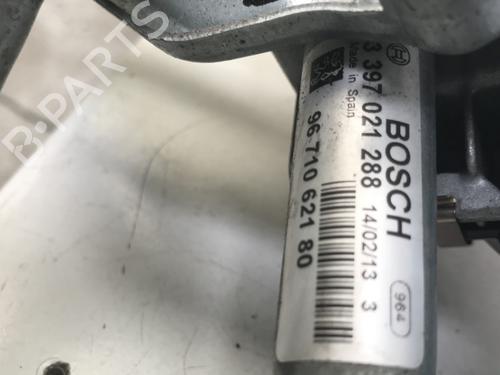 B-PARTS
BOSCH
3 397 021 288 14/02/13 3
Made in Spain
964
96 710 621 80